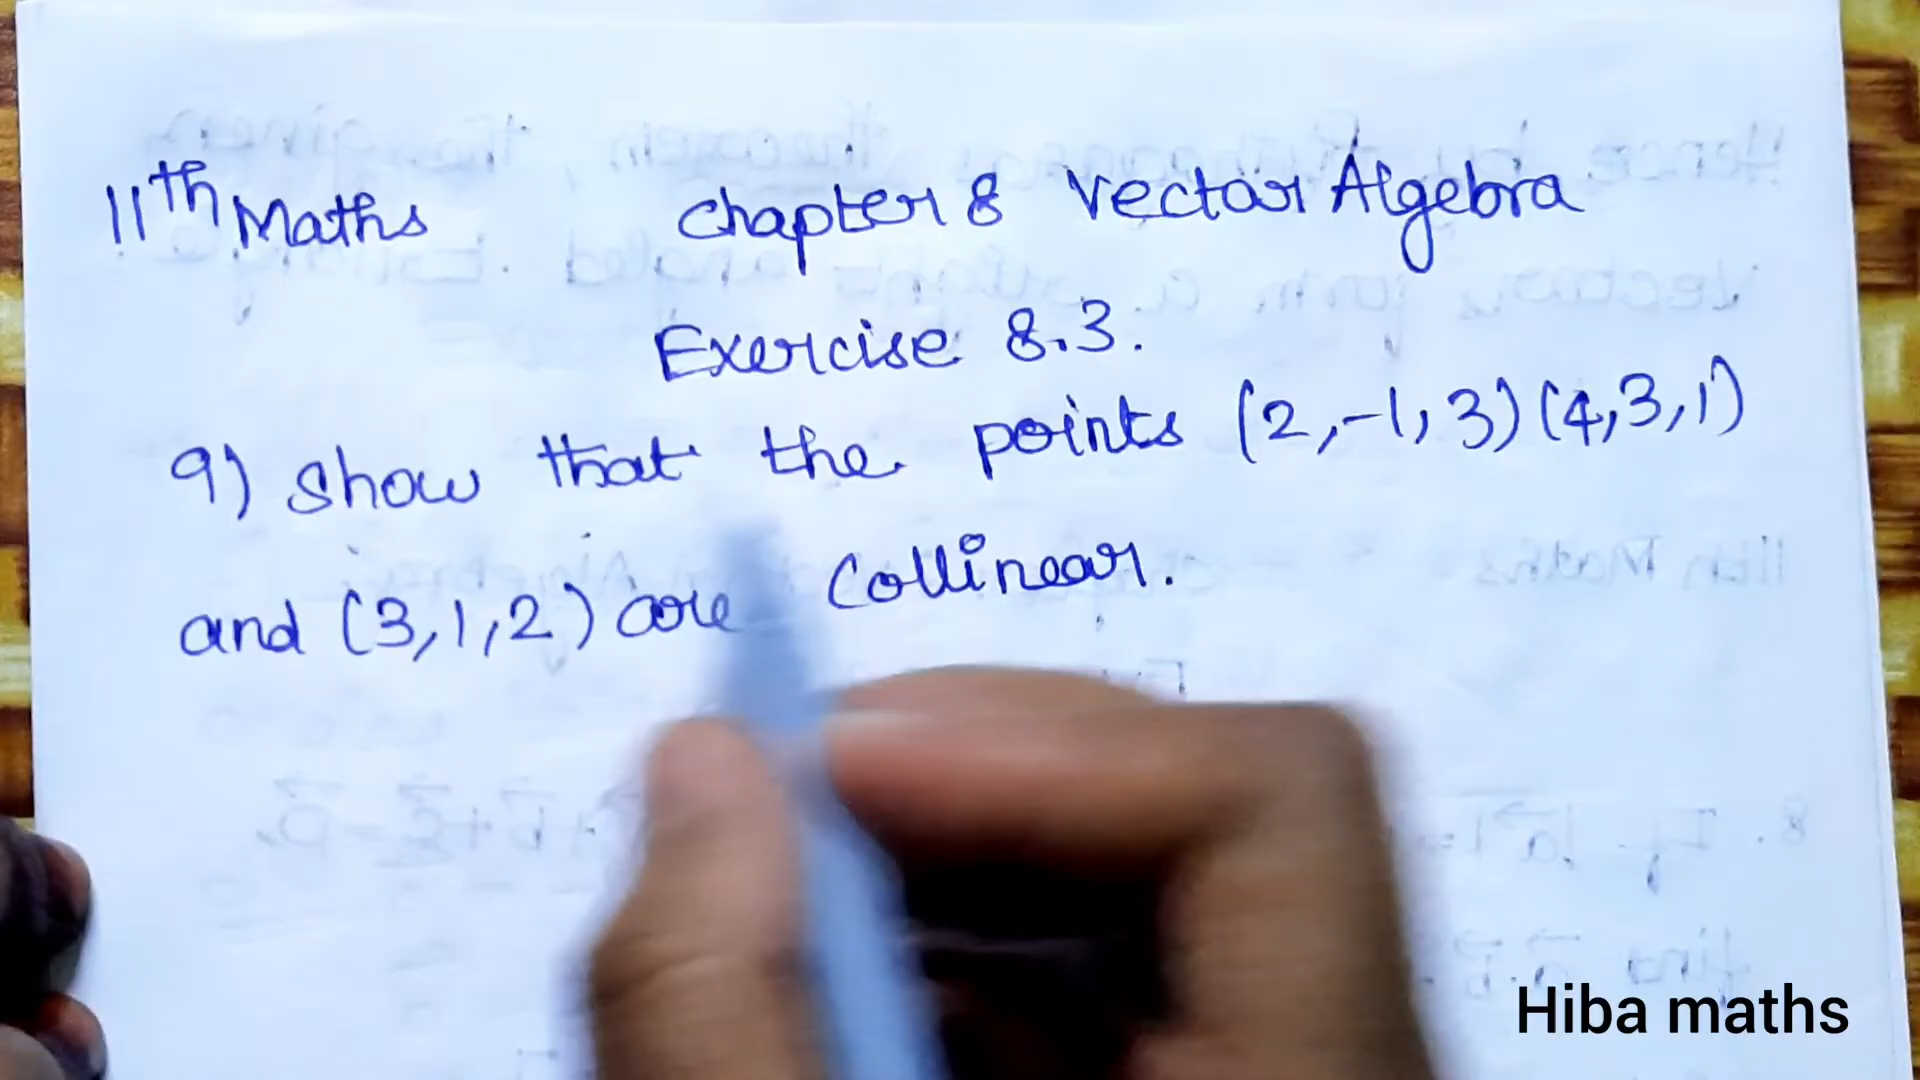 11th Maths chapter 8 Vector Algebra
Exercise 8.3.
9) show that the points (2,-1,3) (4,3,1)
and (3,1,2) are collinear.
Hiba maths